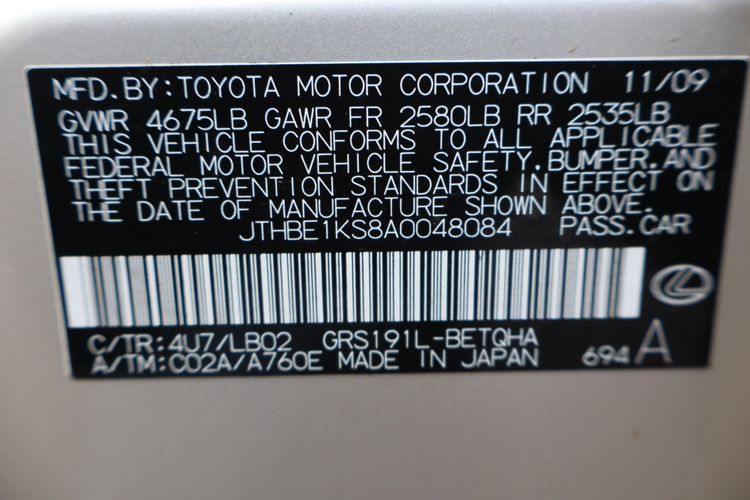 MFD.BY:TOYOTA MOTOR CORPORATION 11/09
GVWR 4675LB GAWR FR 2580LB RR 2535LB
THIS VEHICLE CONFORMS TO ALL APPLICABLE
FEDERAL MOTOR VEHICLE SAFETY.BUMPER.AND
THEFT PREVENTION STANDARDS IN EFFECT ON
THE DATE OF MANUFACTURE SHOWN ABOVE.
JTHBE1KS8A0048084 PASS.CAR
C/TR:4U7/LB02 GRS191L-BETQHA
A/TM:C02A/A760E MADE IN JAPAN 694 A